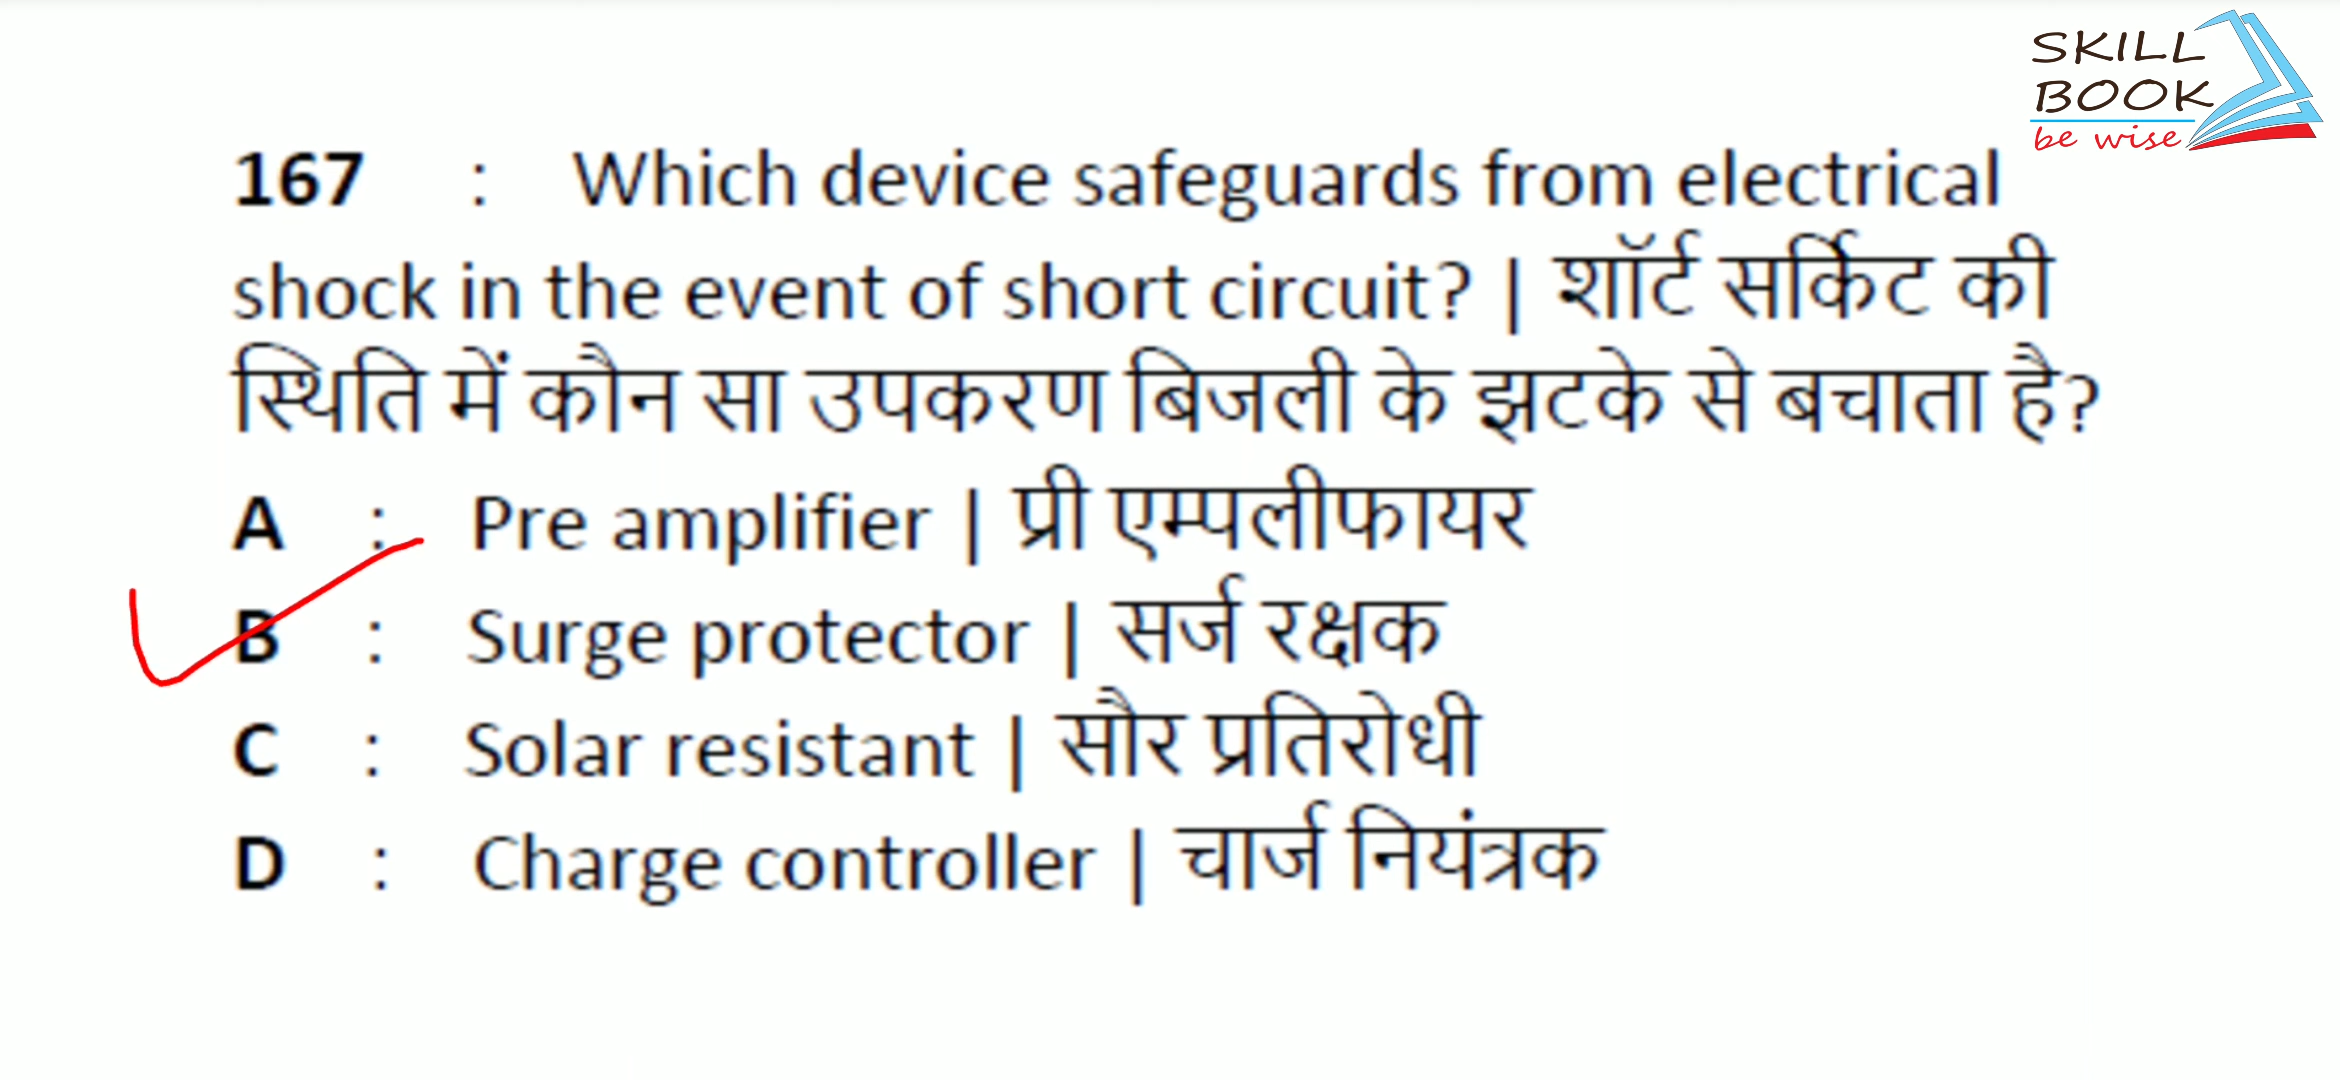 SKILL
BOOK
be wise
167 : Which device safeguards from electrical
shock in the event of short circuit? | शॉर्ट सर्किट की
स्थिति में कौन सा उपकरण बिजली के झटके से बचाता है?
A : Pre amplifier | प्री एम्पलीफायर
B : Surge protector | सर्ज रक्षक
C : Solar resistant | सौर प्रतिरोधी
D : Charge controller | चार्ज नियंत्रक